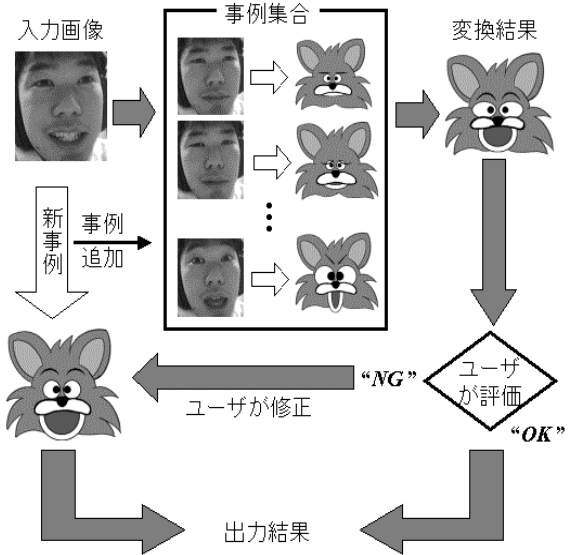 入力画像
事例集合
変換結果
新事例
事例
追加
ユーザ
が評価
“NG”
ユーザが修正
“OK”
出力結果